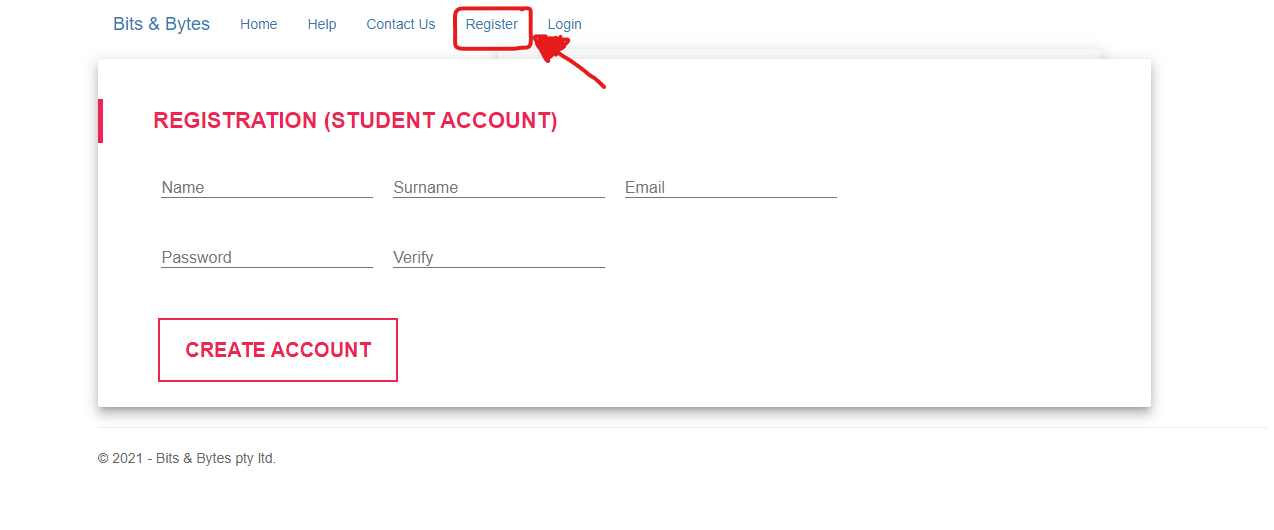 Bits & Bytes Home Help Contact Us Register Login
REGISTRATION (STUDENT ACCOUNT)
Name Surname Email
Password Verify
CREATE ACCOUNT
© 2021 - Bits & Bytes pty ltd.